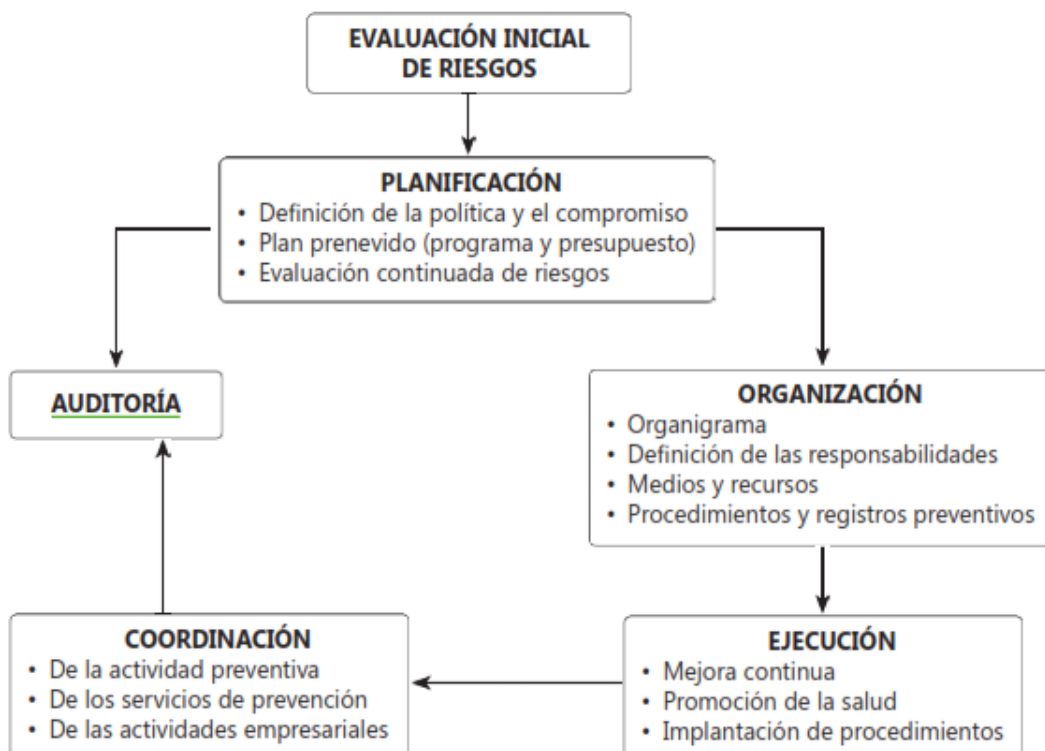 EVALUACIÓN INICIAL
DE RIESGOS
PLANIFICACIÓN
• Definición de la política y el compromiso
• Plan prenevido (programa y presupuesto)
• Evaluación continuada de riesgos
AUDITORÍA
ORGANIZACIÓN
• Organigrama
• Definición de las responsabilidades
• Medios y recursos
• Procedimientos y registros preventivos
COORDINACIÓN
• De la actividad preventiva
• De los servicios de prevención
• De las actividades empresariales
EJECUCIÓN
• Mejora continua
• Promoción de la salud
• Implantación de procedimientos